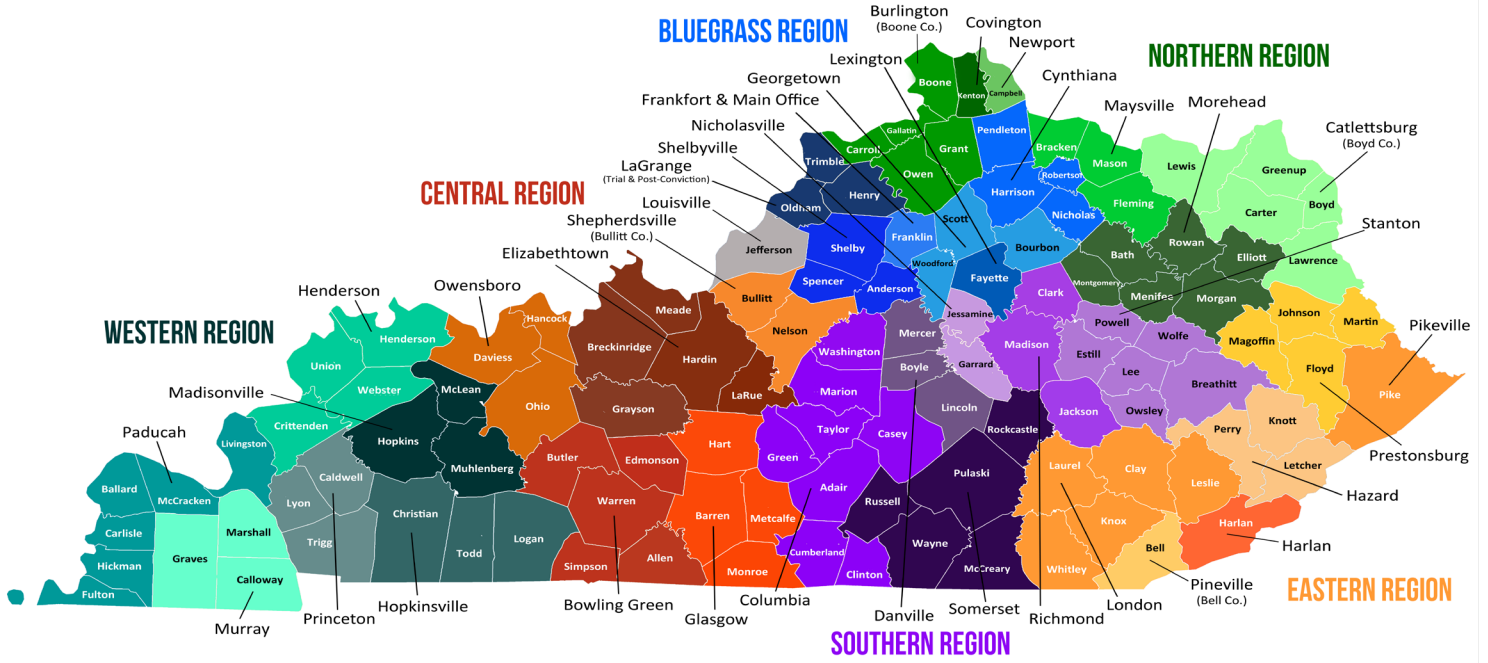 Burlington
(Boone Co.)
Covington
BLUEGRASS REGION
Newport
Lexington
NORTHERN REGION
Georgetown
Cynthiana
Frankfort & Main Office
Maysville
Morehead
Nicholasville
Catlettsburg
(Boyd Co.)
Shelbyville
LaGrange
(Trial & Post-Conviction)
CENTRAL REGION
Louisville
Shepherdsville
(Bullitt Co.)
Stanton
Elizabethtown
Henderson
Owensboro
WESTERN REGION
Pikeville
Madisonville
Paducah
Prestonsburg
Hazard
Harlan
Pineville
(Bell Co.)
EASTERN REGION
Murray
Princeton
Hopkinsville
Bowling Green
Glasgow
Columbia
Danville
Somerset
Richmond
London
SOUTHERN REGION
Boone
Kenton
Campbell
Gallatin
Carroll
Grant
Owen
Pendleton
Bracken
Mason
Robertson
Fleming
Lewis
Greenup
Carter
Boyd
Trimble
Henry
Oldham
Harrison
Nicholas
Scott
Jefferson
Shelby
Franklin
Bourbon
Woodford
Fayette
Bath
Rowan
Elliott
Lawrence
Montgomery
Menifee
Morgan
Spencer
Anderson
Bullitt
Nelson
Jessamine
Clark
Powell
Wolfe
Johnson
Martin
Magoffin
Floyd
Pike
Meade
Breckinridge
Hardin
Hancock
Daviess
Henderson
Union
Webster
McLean
Ohio
Grayson
LaRue
Washington
Mercer
Boyle
Garrard
Madison
Estill
Lee
Breathitt
Marion
Lincoln
Rockcastle
Jackson
Owsley
Perry
Knott
Letcher
Crittenden
Livingston
Hopkins
Muhlenberg
Butler
Edmonson
Hart
Green
Taylor
Casey
Adair
Pulaski
Laurel
Clay
Leslie
Ballard
McCracken
Lyon
Caldwell
Christian
Warren
Barren
Metcalfe
Russell
Knox
Harlan
Carlisle
Graves
Marshall
Trigg
Todd
Logan
Simpson
Allen
Monroe
Cumberland
Clinton
Wayne
McCreary
Whitley
Bell
Hickman
Calloway
Fulton